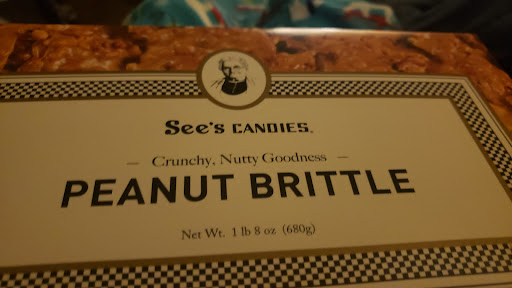 See's CANDIES®
— Crunchy, Nutty Goodness —
PEANUT BRITTLE
Net Wt. 1 lb 8 oz (680g)